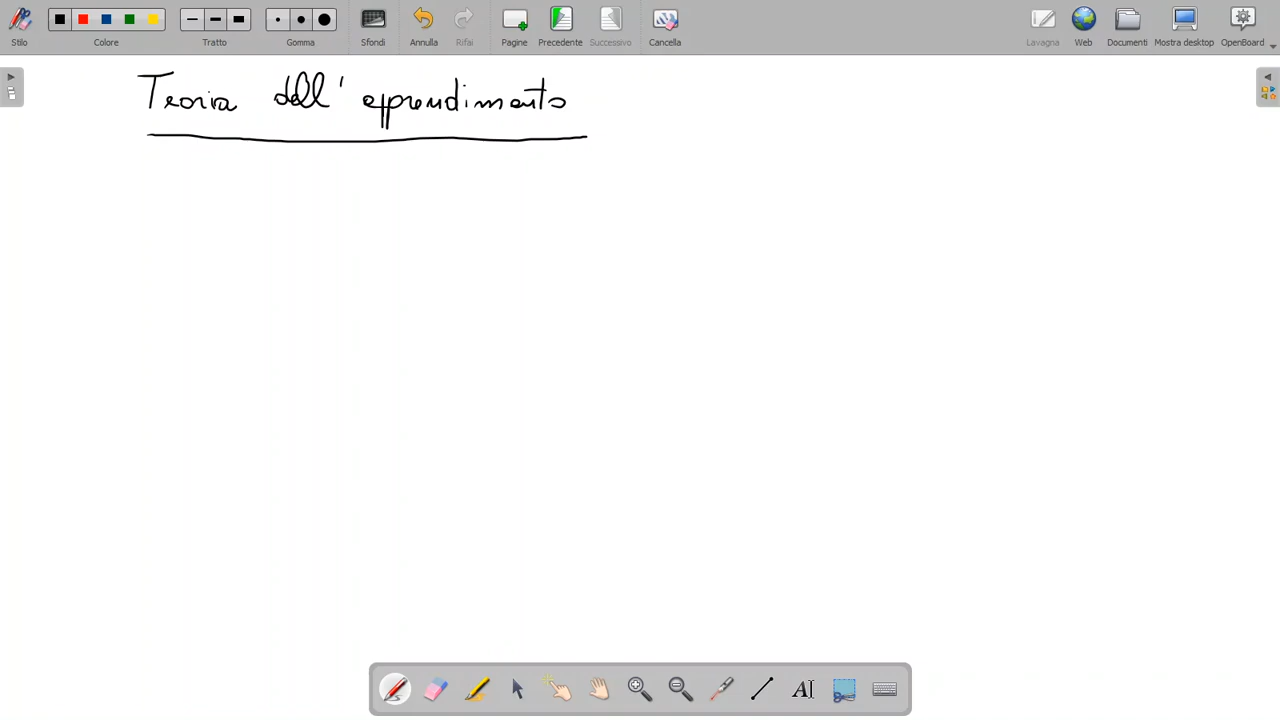 Stilo Colore Tratto Gomma Sfondi Annulla Rifai Pagine Precedente Successivo Cancella Lavagna Web Documenti Mostra desktop OpenBoard
Teoria dell' apprendimento